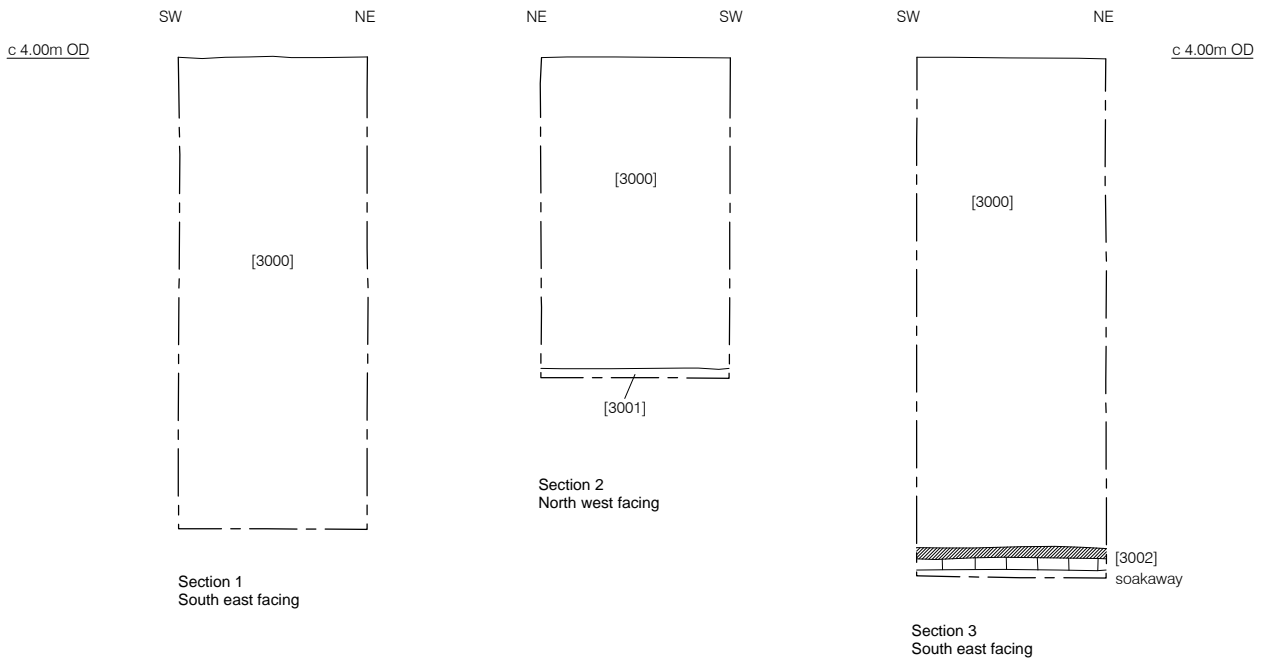 SW NE NE SW SW NE
c 4.00m OD c 4.00m OD
[3000]
[3000]
[3000]
[3001]
Section 2
North west facing
[3002]
soakaway
Section 1
South east facing
Section 3
South east facing